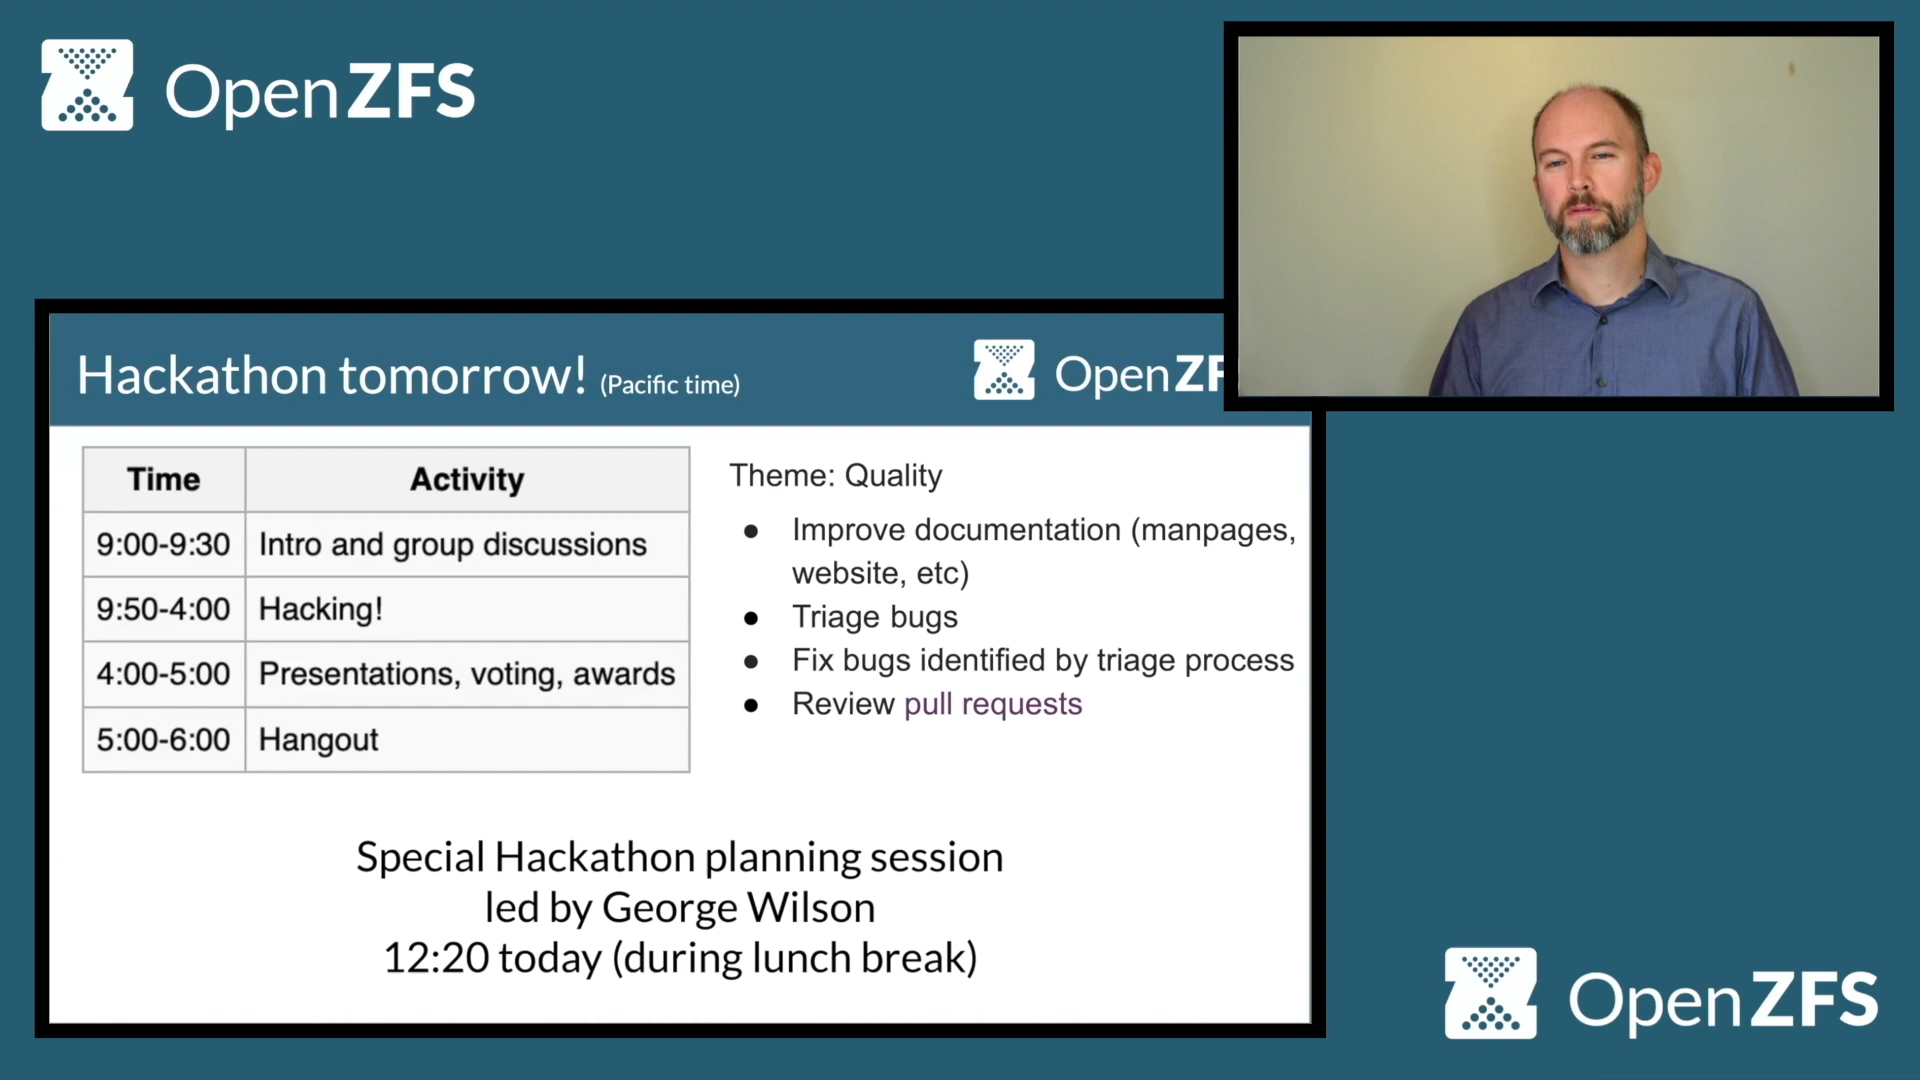 OpenZFS
Hackathon tomorrow! (Pacific time)
OpenZF
Time Activity
9:00-9:30 Intro and group discussions
9:50-4:00 Hacking!
4:00-5:00 Presentations, voting, awards
5:00-6:00 Hangout
Theme: Quality
● Improve documentation (manpages,
website, etc)
● Triage bugs
● Fix bugs identified by triage process
● Review pull requests
Special Hackathon planning session
led by George Wilson
12:20 today (during lunch break)
OpenZFS